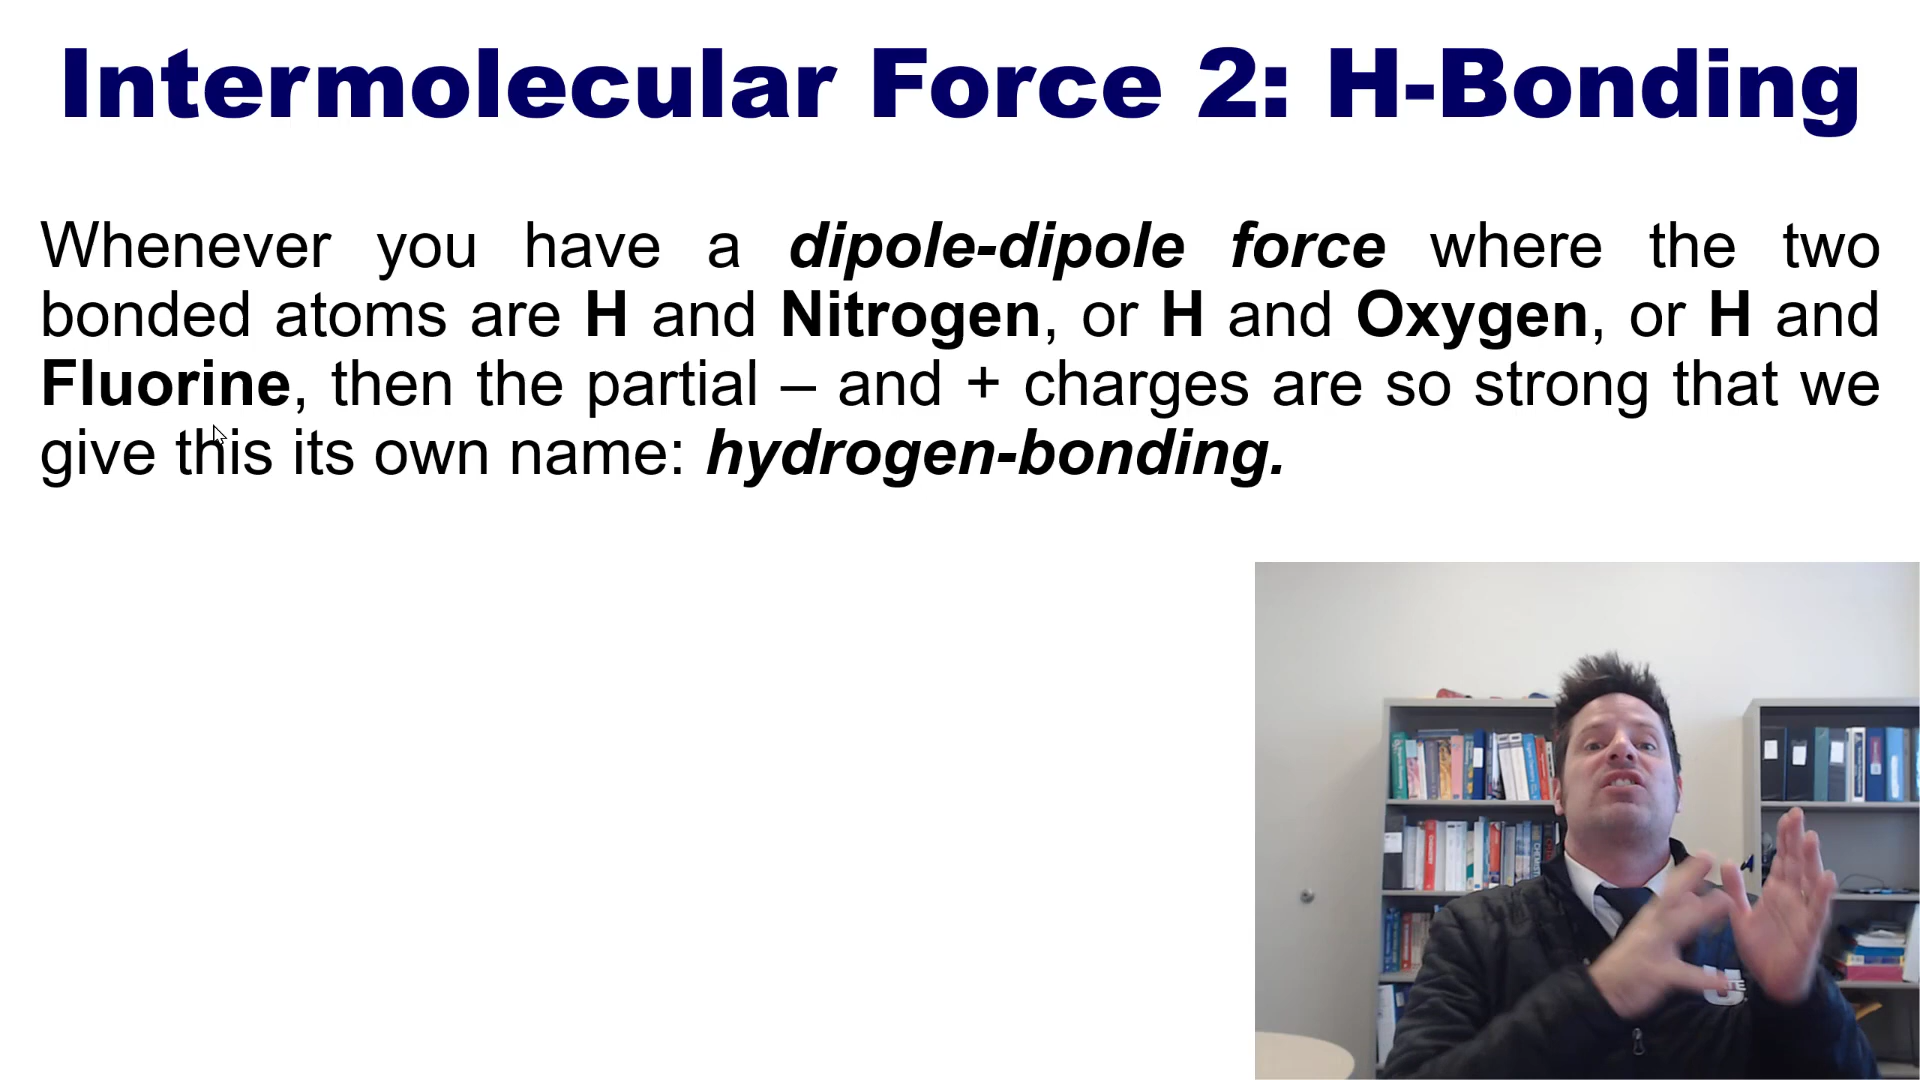 Intermolecular Force 2: H-Bonding
Whenever you have a dipole-dipole force where the two
bonded atoms are H and Nitrogen, or H and Oxygen, or H and
Fluorine, then the partial – and + charges are so strong that we
give this its own name: hydrogen-bonding.
U